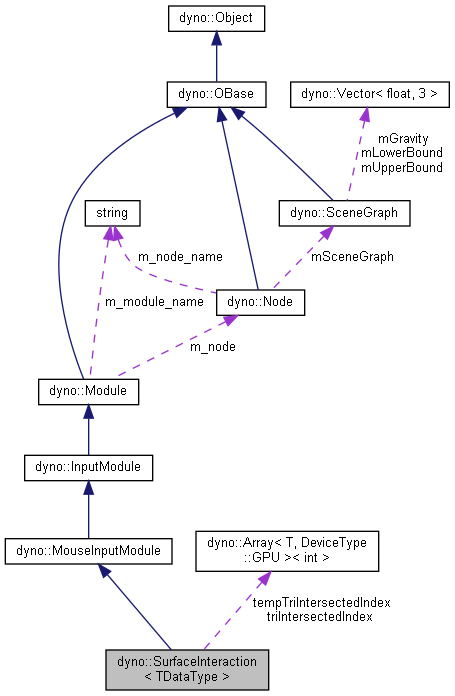 dyno::Object
dyno::OBase
dyno::Vector< float, 3 >
mGravity
mLowerBound
mUpperBound
string
dyno::SceneGraph
m_node_name
mSceneGraph
m_module_name
dyno::Node
m_node
dyno::Module
dyno::InputModule
dyno::MouseInputModule
dyno::Array< T, DeviceType
::GPU >< int >
tempTriIntersectedIndex
triIntersectedIndex
dyno::SurfaceInteraction
< TDataType >